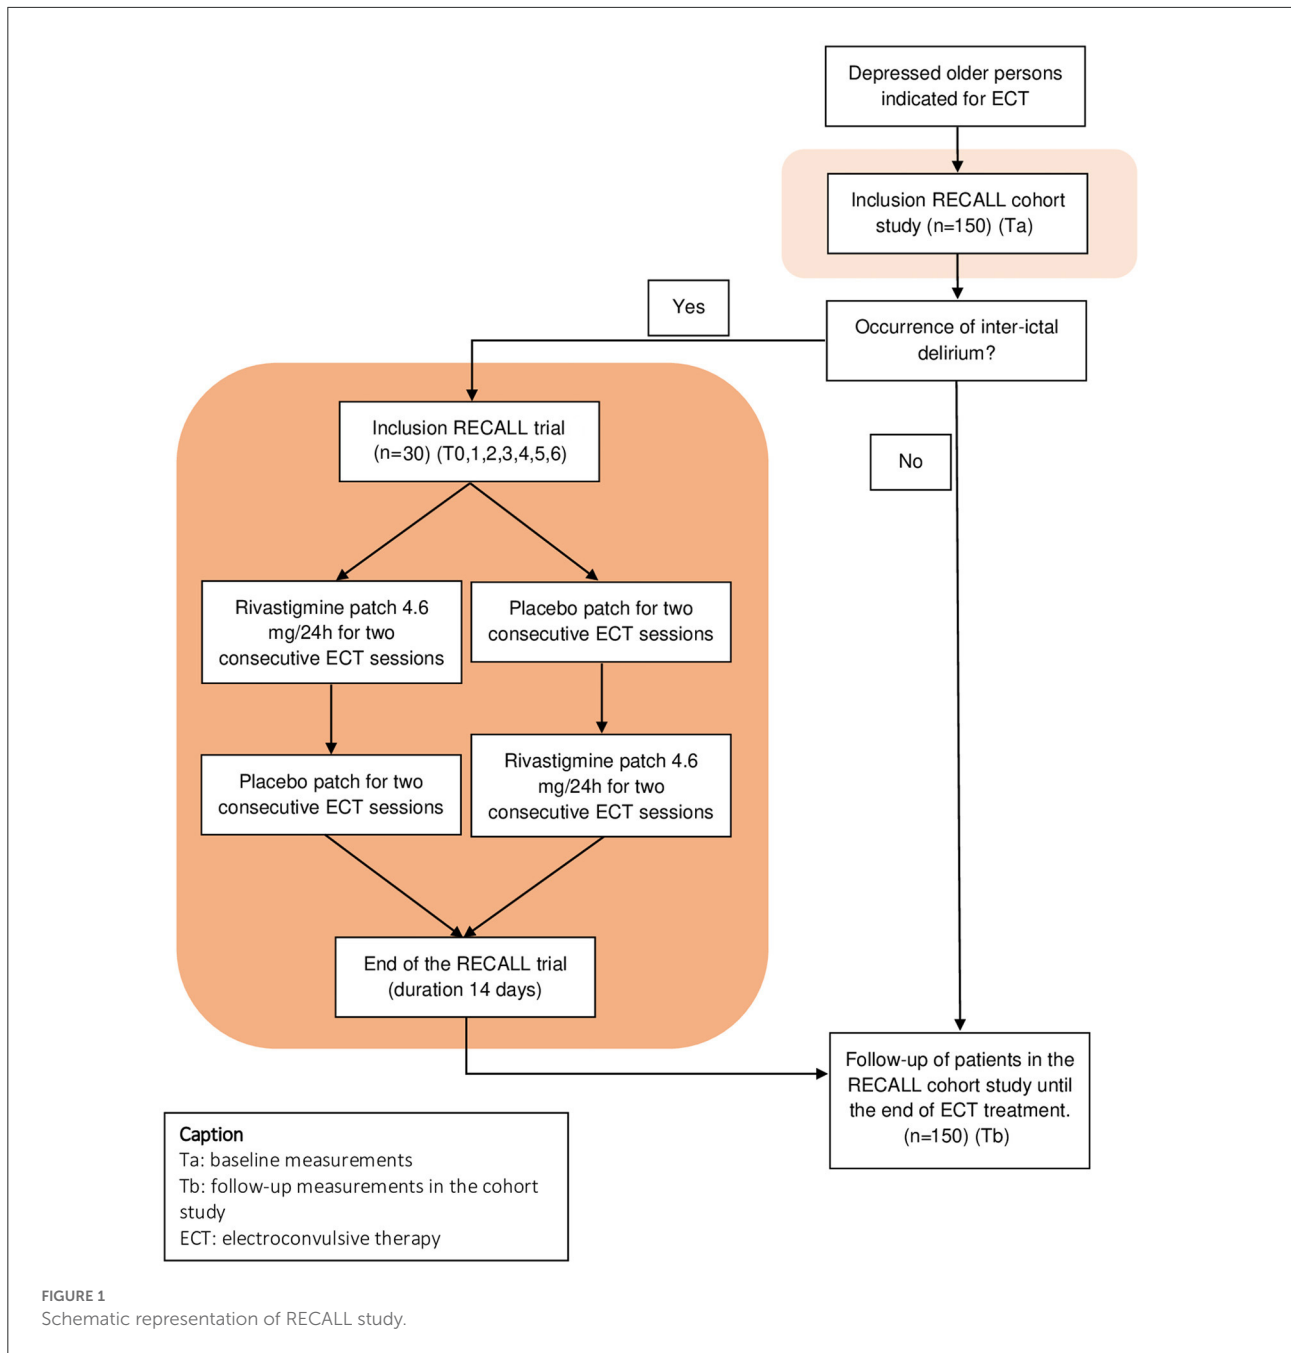 Depressed older persons
indicated for ECT
Inclusion RECALL cohort
study (n=150) (Ta)
Occurrence of inter-ictal
delirium?
Yes
No
Inclusion RECALL trial
(n=30) (T0,1,2,3,4,5,6)
Rivastigmine patch 4.6
mg/24h for two
consecutive ECT sessions
Placebo patch for two
consecutive ECT sessions
Placebo patch for two
consecutive ECT sessions
Rivastigmine patch 4.6
mg/24h for two
consecutive ECT sessions
End of the RECALL trial
(duration 14 days)
Follow-up of patients in the
RECALL cohort study until
the end of ECT treatment.
(n=150) (Tb)
Caption
Ta: baseline measurements
Tb: follow-up measurements in the cohort
study
ECT: electroconvulsive therapy
FIGURE 1
Schematic representation of RECALL study.